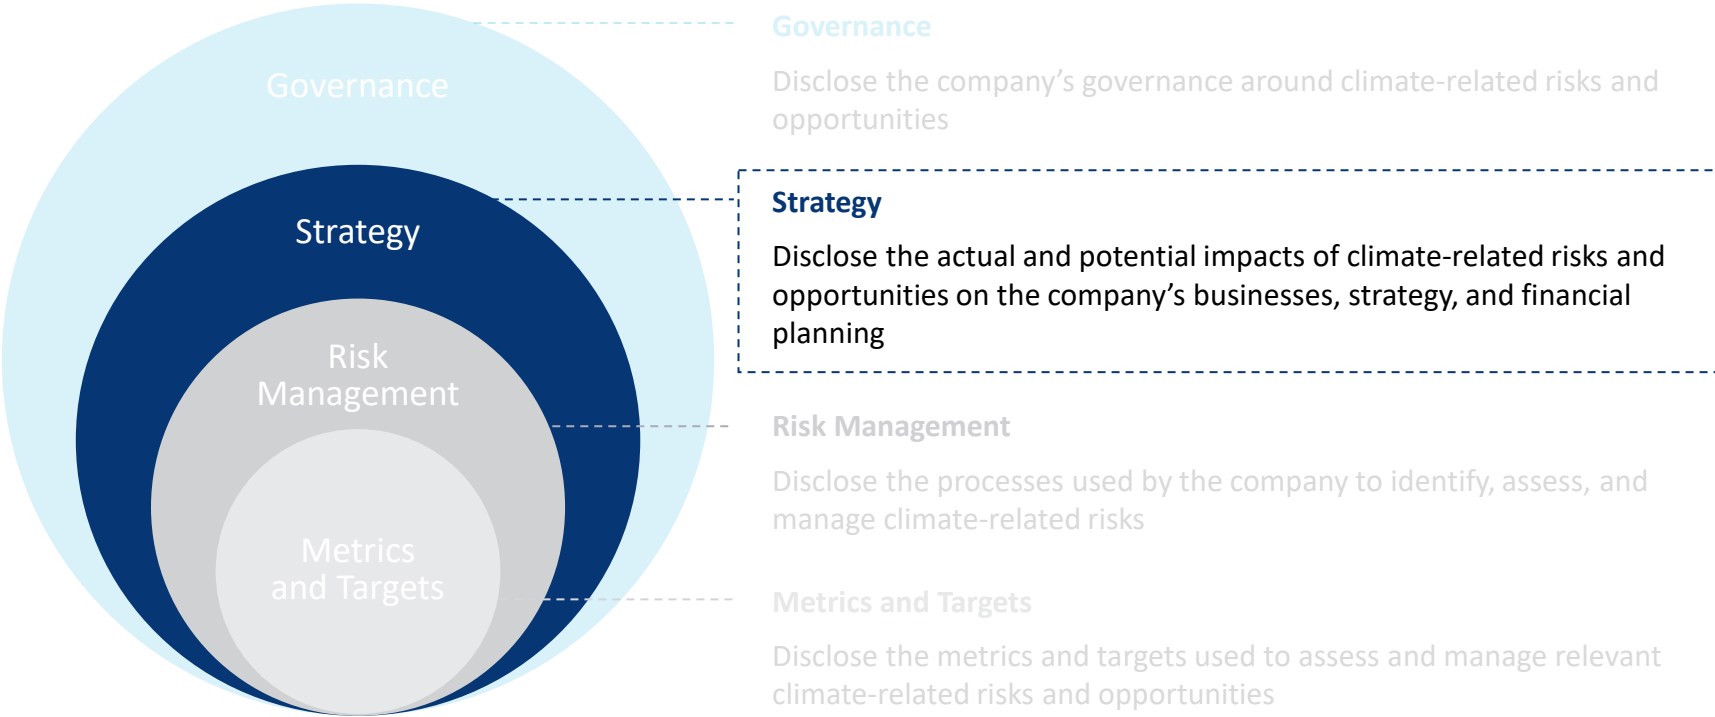 Governance
Strategy
Risk
Management
Metrics
and Targets
Governance
Disclose the company’s governance around climate-related risks and
opportunities
Strategy
Disclose the actual and potential impacts of climate-related risks and
opportunities on the company’s businesses, strategy, and financial
planning
Risk Management
Disclose the processes used by the company to identify, assess, and
manage climate-related risks
Metrics and Targets
Disclose the metrics and targets used to assess and manage relevant
climate-related risks and opportunities